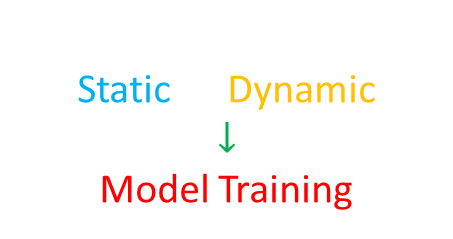 Static Dynamic
↓
Model Training